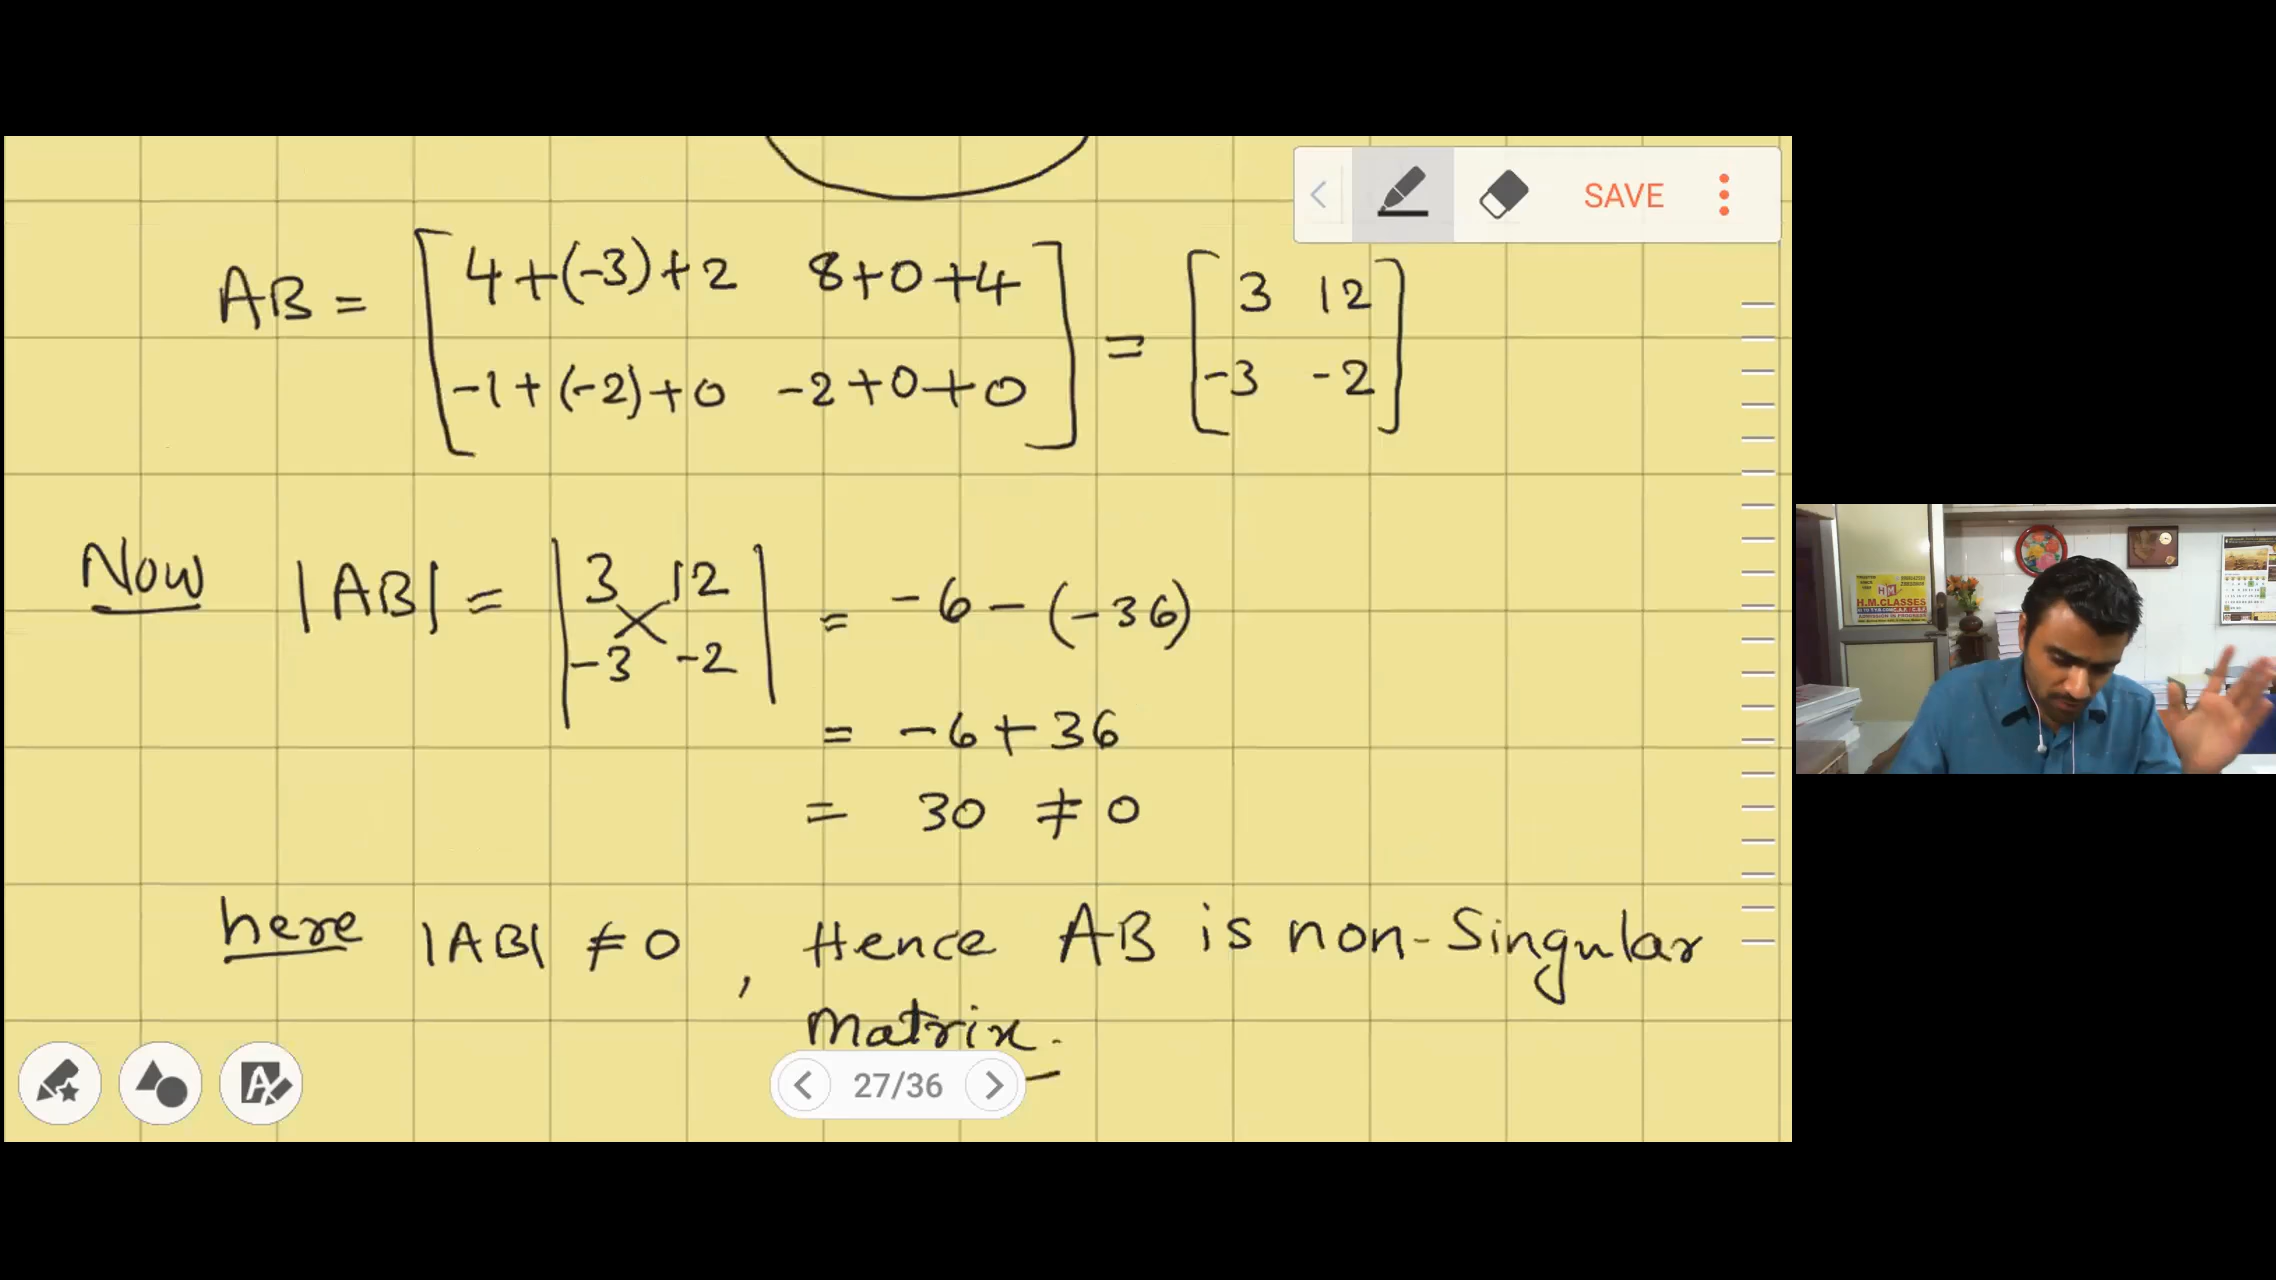 SAVE
AB = [ 4+(-3)+2 8+0+4 ] = [ 3 12 ]
[ -1+(-2)+0 -2+0+0 ] [ -3 -2 ]
Now |AB| = | 3 12 | = -6-(-36)
| -3 -2 |
= -6+36
= 30 ≠ 0
here |AB| ≠ 0 , Hence AB is non-Singular
Matrix.
27/36
HM
H.M.CLASSES